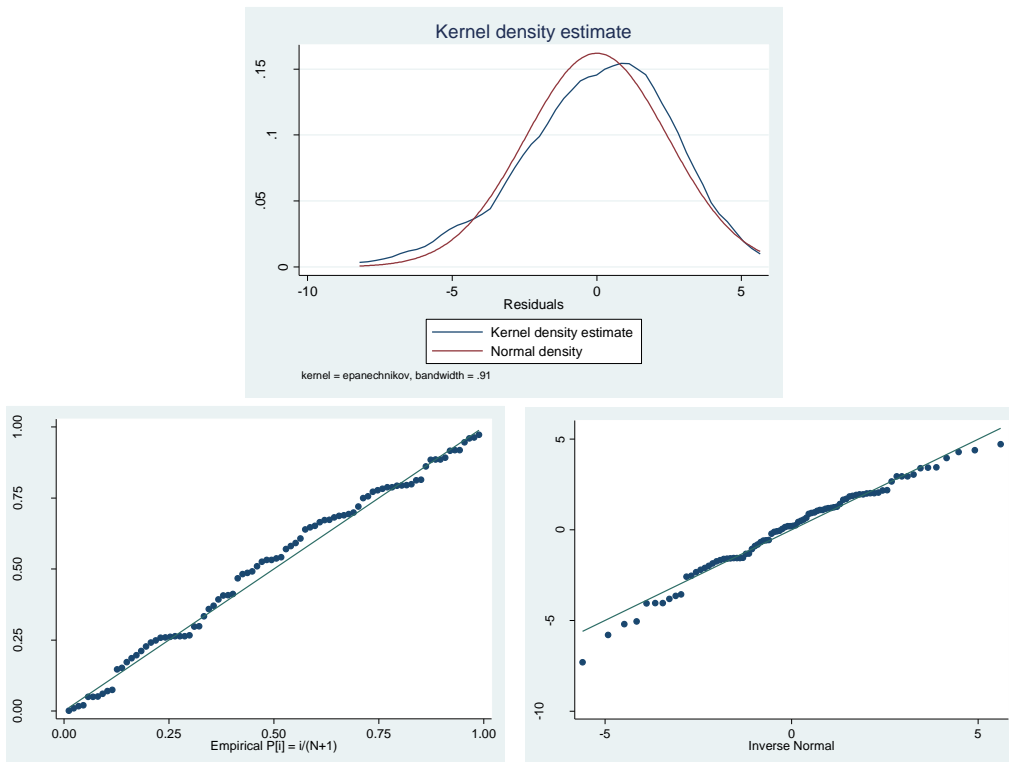 Kernel density estimate
.15
.1
.05
0
-10 -5 0 5
Residuals
Kernel density estimate
Normal density
kernel = epanechnikov, bandwidth = .91
1.00
0.75
0.50
0.25
0.00
0.00 0.25 0.50 0.75 1.00
Empirical P[i] = i/(N+1)
5
0
-5
-10
-5 0 5
Inverse Normal